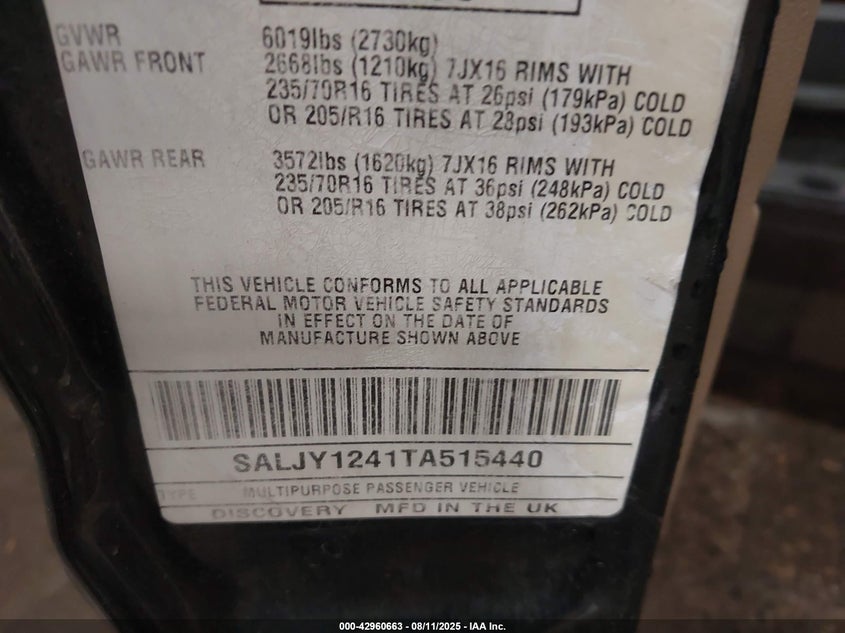 GVWR 6019lbs (2730kg)
GAWR FRONT 2668lbs (1210kg) 7JX16 RIMS WITH
235/70R16 TIRES AT 26psi (179kPa) COLD
OR 205/R16 TIRES AT 28psi (193kPa) COLD
GAWR REAR 3572lbs (1620kg) 7JX16 RIMS WITH
235/70R16 TIRES AT 36psi (248kPa) COLD
OR 205/R16 TIRES AT 38psi (262kPa) COLD
THIS VEHICLE CONFORMS TO ALL APPLICABLE
FEDERAL MOTOR VEHICLE SAFETY STANDARDS
IN EFFECT ON THE DATE OF
MANUFACTURE SHOWN ABOVE
SALJY1241TA515440
TYPE MULTIPURPOSE PASSENGER VEHICLE
DISCOVERY MFD IN THE UK
000-42960663 - 08/11/2025 - IAA Inc.